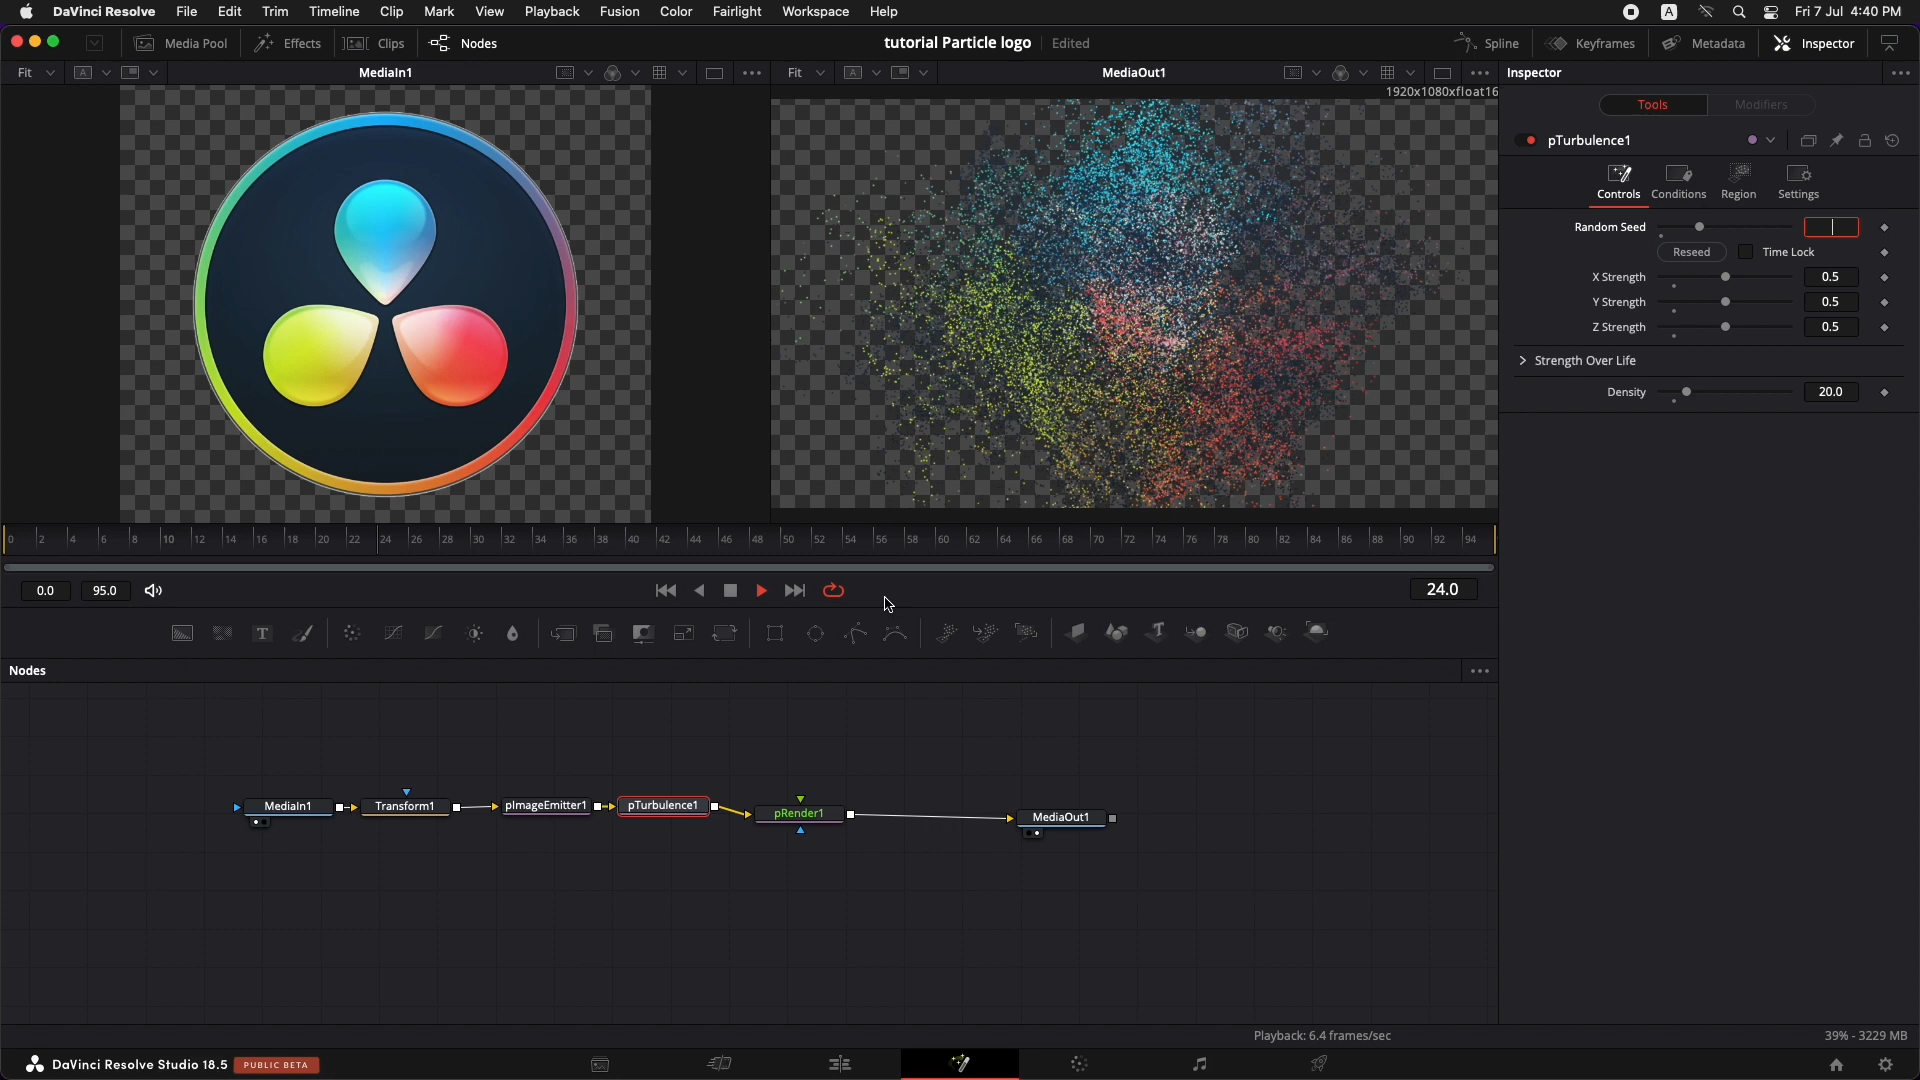 DaVinci Resolve File Edit Trim Timeline Clip Mark View Playback Fusion Color Fairlight Workspace Help A Fri 7 Jul 4:40 PM
Media Pool Effects Clips Nodes tutorial Particle logo Edited Spline Keyframes Metadata Inspector
Fit A MediaIn1 Fit A MediaOut1 Inspector
1920x1080xfloat16
Tools Modifiers
pTurbulence1
Controls Conditions Region Settings
Random Seed
Reseed Time Lock
X Strength 0.5
Y Strength 0.5
Z Strength 0.5
Strength Over Life
Density 20.0
0 2 4 6 8 10 12 14 16 18 20 22 24 26 28 30 32 34 36 38 40 42 44 46 48 50 52 54 56 58 60 62 64 66 68 70 72 74 76 78 80 82 84 86 88 90 92 94
0.0 95.0 24.0
T T
Nodes
MediaIn1 Transform1 pImageEmitter1 pTurbulence1 pRender1 MediaOut1
Playback: 6.4 frames/sec 39% - 3229 MB
DaVinci Resolve Studio 18.5 PUBLIC BETA